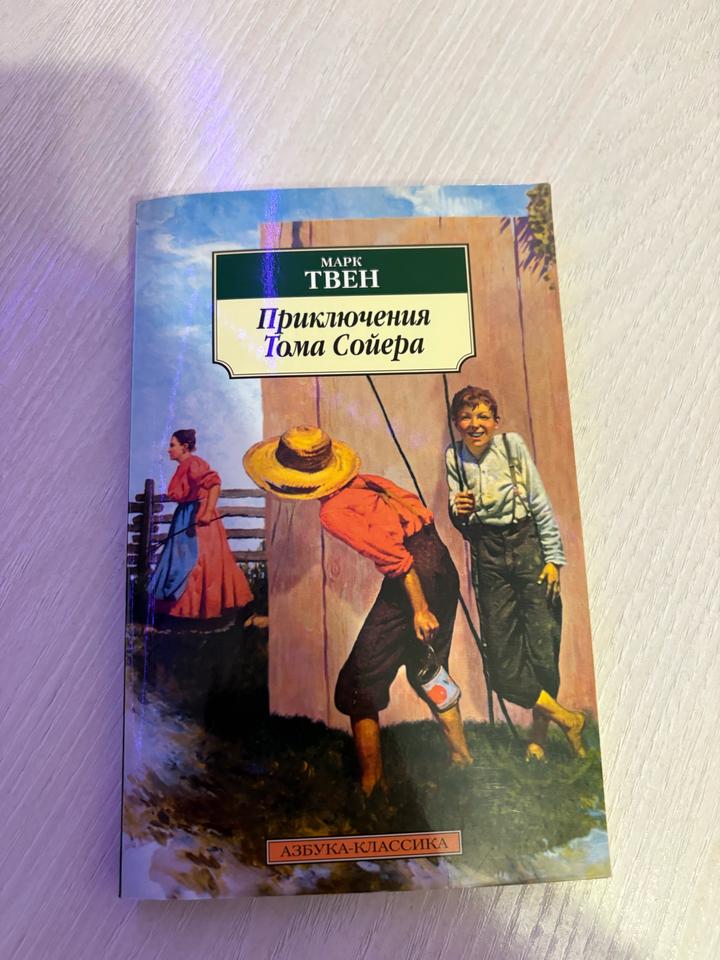 МАРК
ТВЕН
Приключения
Тома Сойера
АЗБУКА-КЛАССИКА